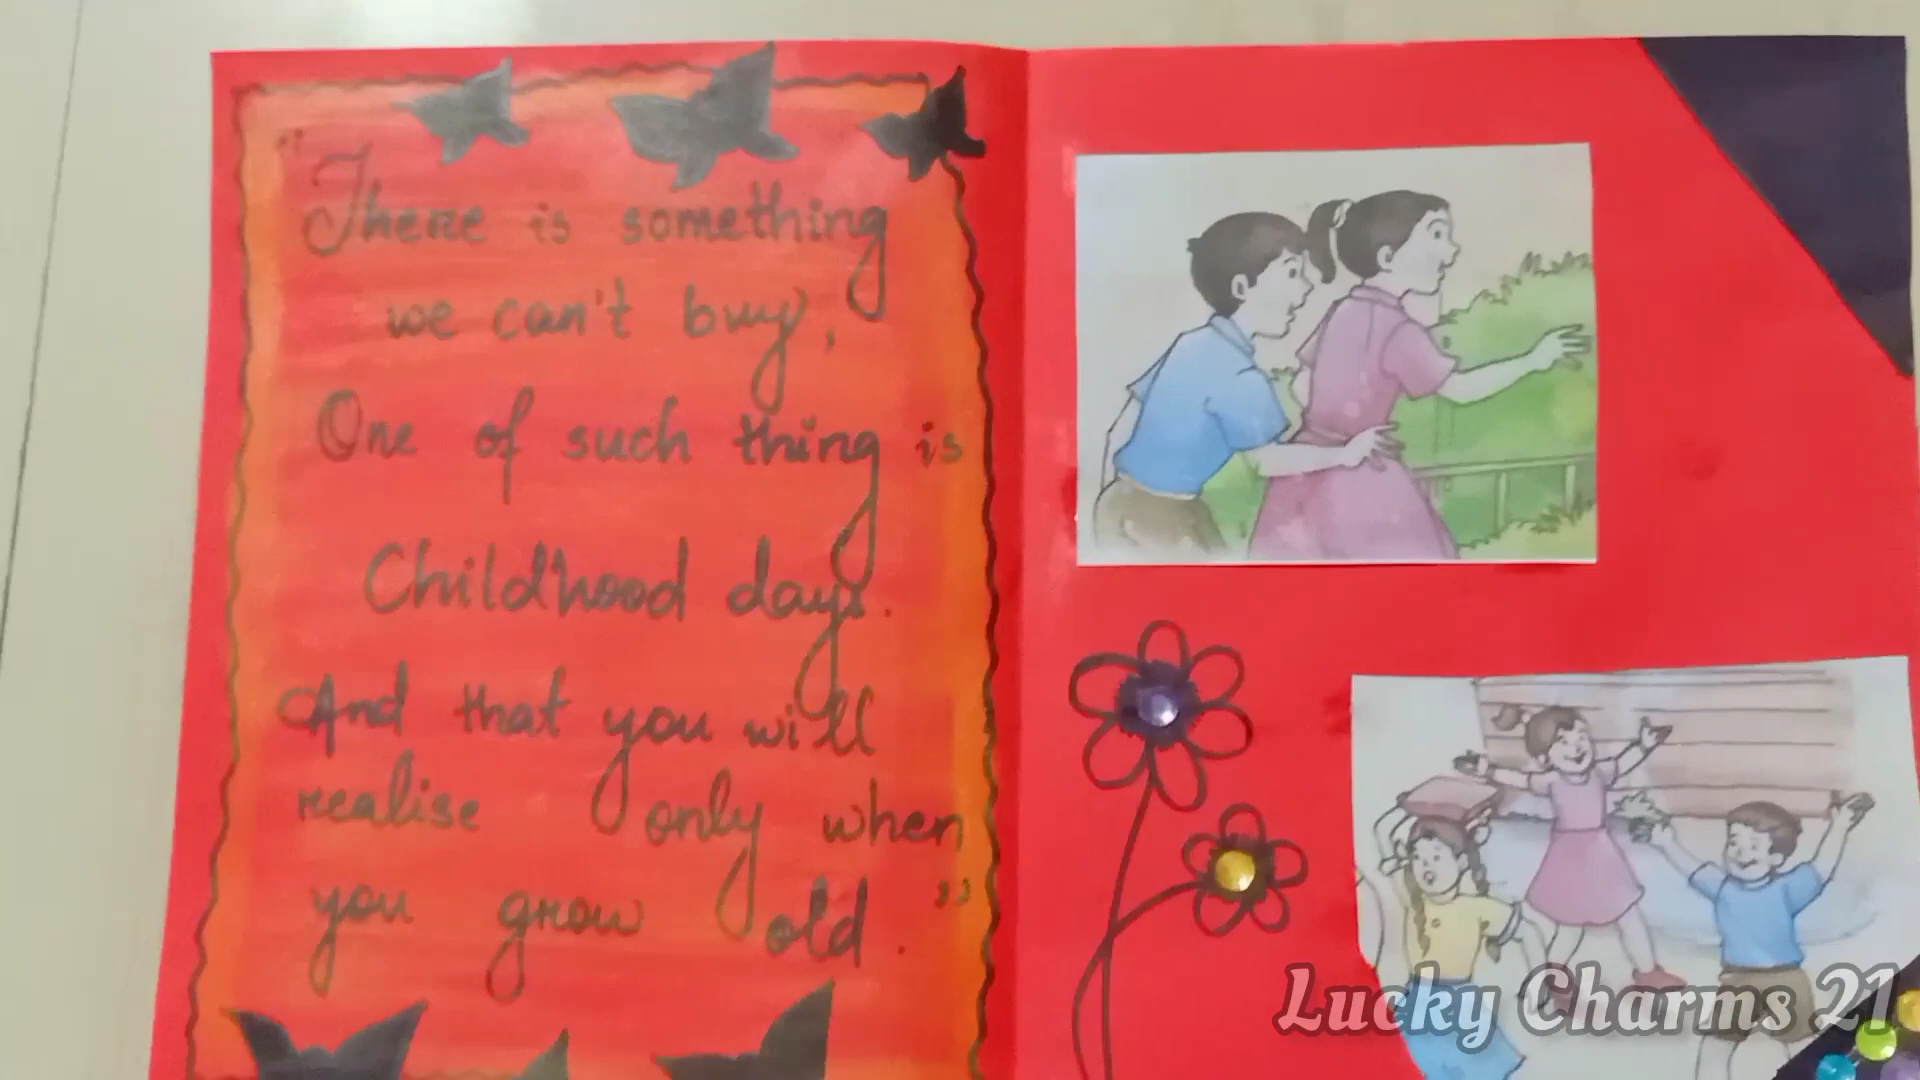 "There is something
we can't buy,
One of such thing is
Childhood days.
And that you will
realise only when
you grow old."
Lucky Charms 21